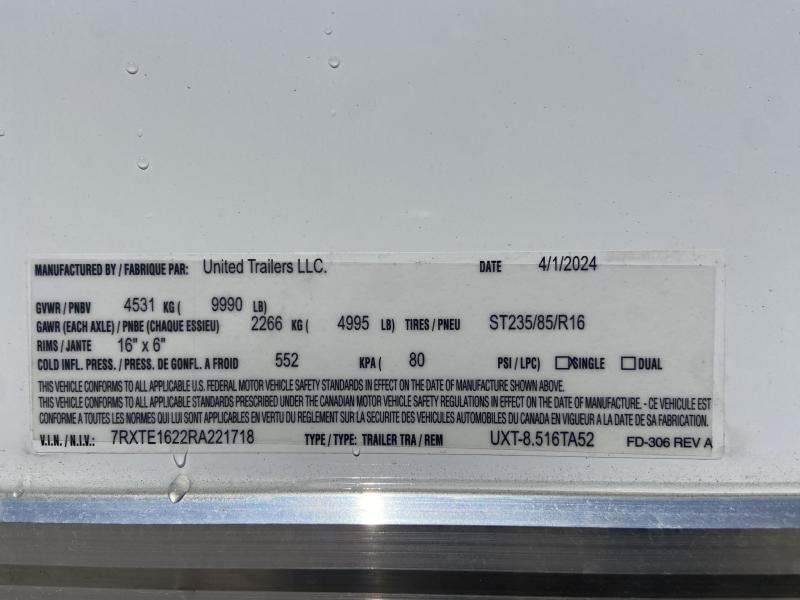 MANUFACTURED BY / FABRIQUE PAR: United Trailers LLC. DATE 4/1/2024
GVWR / PNBV 4531 KG ( 9990 LB)
GAWR (EACH AXLE) / PNBE (CHAQUE ESSIEU) 2266 KG ( 4995 LB) TIRES / PNEU ST235/85/R16
RIMS / JANTE 16" x 6"
COLD INFL. PRESS. / PRESS. DE GONFL. A FROID 552 KPA ( 80 PSI / LPC) X SINGLE DUAL
THIS VEHICLE CONFORMS TO ALL APPLICABLE U.S. FEDERAL MOTOR VEHICLE SAFETY STANDARDS IN EFFECT ON THE DATE OF MANUFACTURE SHOWN ABOVE.
THIS VEHICLE CONFORMS TO ALL APPLICABLE STANDARDS PRESCRIBED UNDER THE CANADIAN MOTOR VEHICLE SAFETY REGULATIONS IN EFFECT ON THE DATE OF MANUFACTURE. - CE VEHICULE EST
CONFORME A TOUTES LES NORMES QUI LUI SONT APPLICABLES EN VERTU DU REGLEMENT SUR LA SECURITE DES VEHICULES AUTOMOBILES DU CANADA EN VIGUEUR A LA DATE DE SA FABRICATION.
V.I.N. / N.I.V.: 7RXTE1622RA221718 TYPE / TYPE: TRAILER TRA / REM UXT-8.516TA52 FD-306 REV A